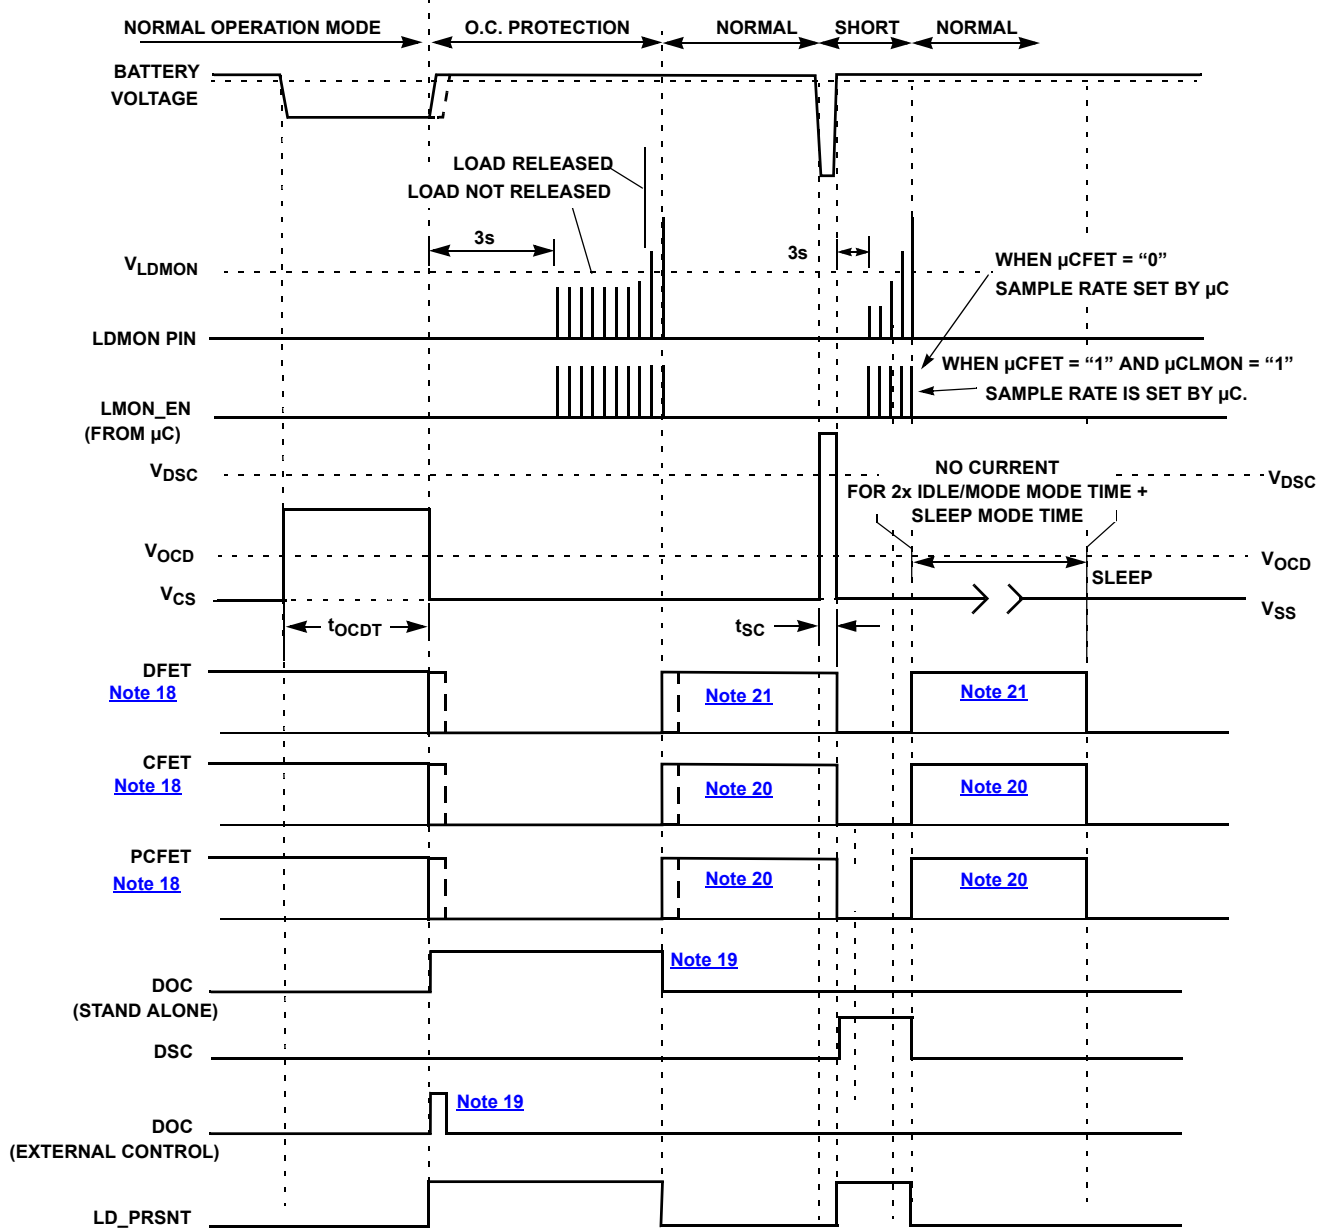 NORMAL OPERATION MODE
O.C. PROTECTION
NORMAL
SHORT
NORMAL
BATTERY
VOLTAGE
LOAD RELEASED
LOAD NOT RELEASED
3s
3s
VLDMON
WHEN µCFET = “0”
SAMPLE RATE SET BY µC
LDMON PIN
WHEN µCFET = “1” AND µCLMON = “1”
SAMPLE RATE IS SET BY µC.
LMON_EN
(FROM µC)
VDSC
NO CURRENT
FOR 2x IDLE/MODE MODE TIME +
SLEEP MODE TIME
VDSC
VOCD
VOCD
SLEEP
VCS
VSS
tOCDT
tSC
DFET
Note 18
Note 21
Note 21
CFET
Note 18
Note 20
Note 20
PCFET
Note 18
Note 20
Note 20
Note 19
DOC
(STAND ALONE)
DSC
Note 19
DOC
(EXTERNAL CONTROL)
LD_PRSNT